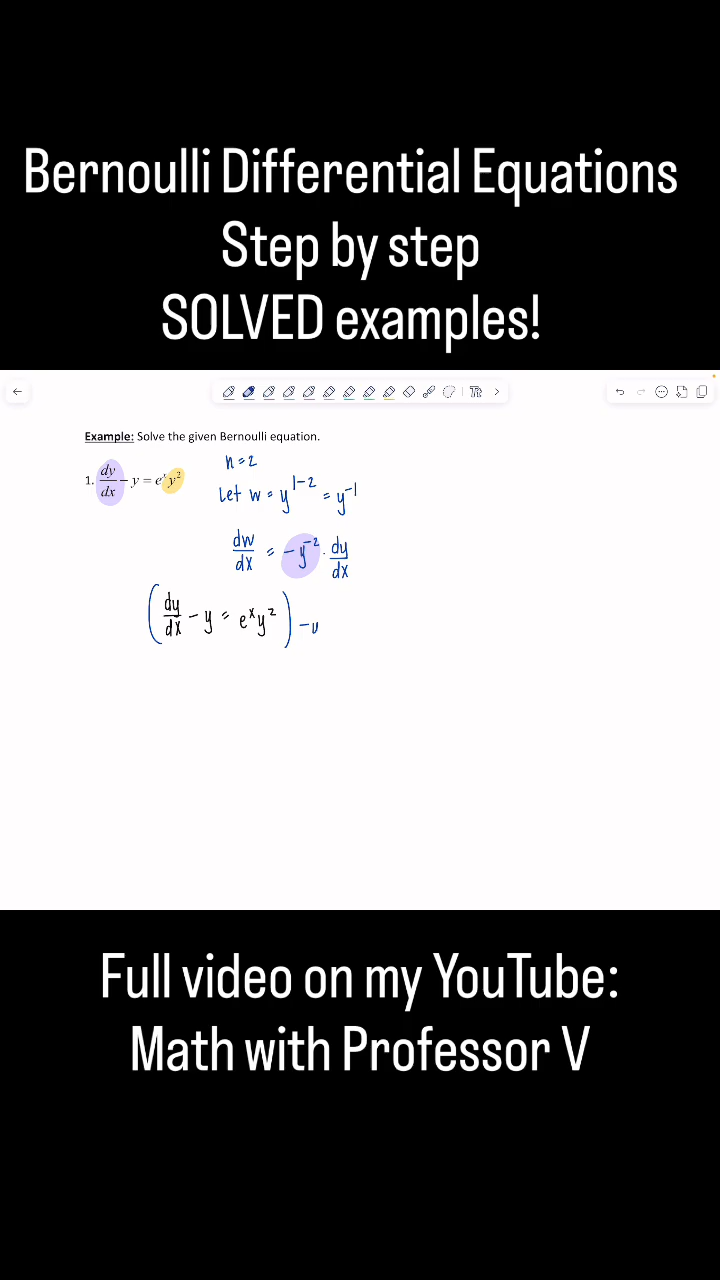 Bernoulli Differential Equations
Step by step
SOLVED examples!
Example: Solve the given Bernoulli equation.
n=2
1. dy/dx - y = e^x y^2
Let w = y^{1-2} = y^{-1}
dw/dx = -y^{-2} · dy/dx
(dy/dx - y = e^x y^2) -
Full video on my YouTube:
Math with Professor V